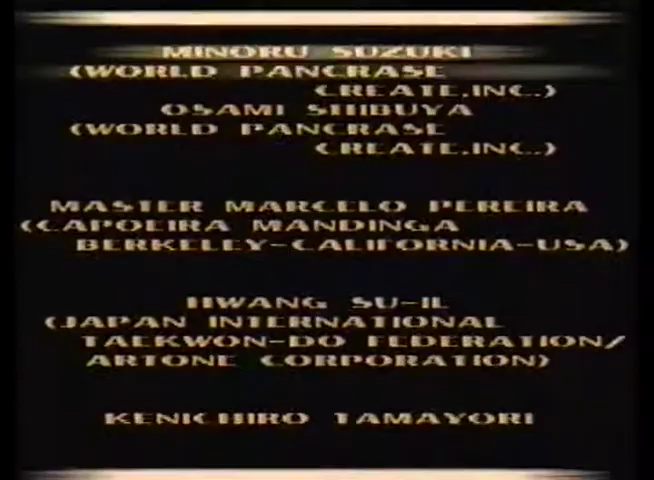 MINORU SUZUKI
(WORLD PANCRASE
CREATE,INC.)
OSAMI SHIBUYA
(WORLD PANCRASE
CREATE,INC.)
MASTER MARCELO PEREIRA
(CAPOEIRA MANDINGA
BERKELEY-CALIFORNIA-USA)
HWANG SU-IL
(JAPAN INTERNATIONAL
TAEKWON-DO FEDERATION/
ARTONE CORPORATION)
KENICHIRO TAMAYORI